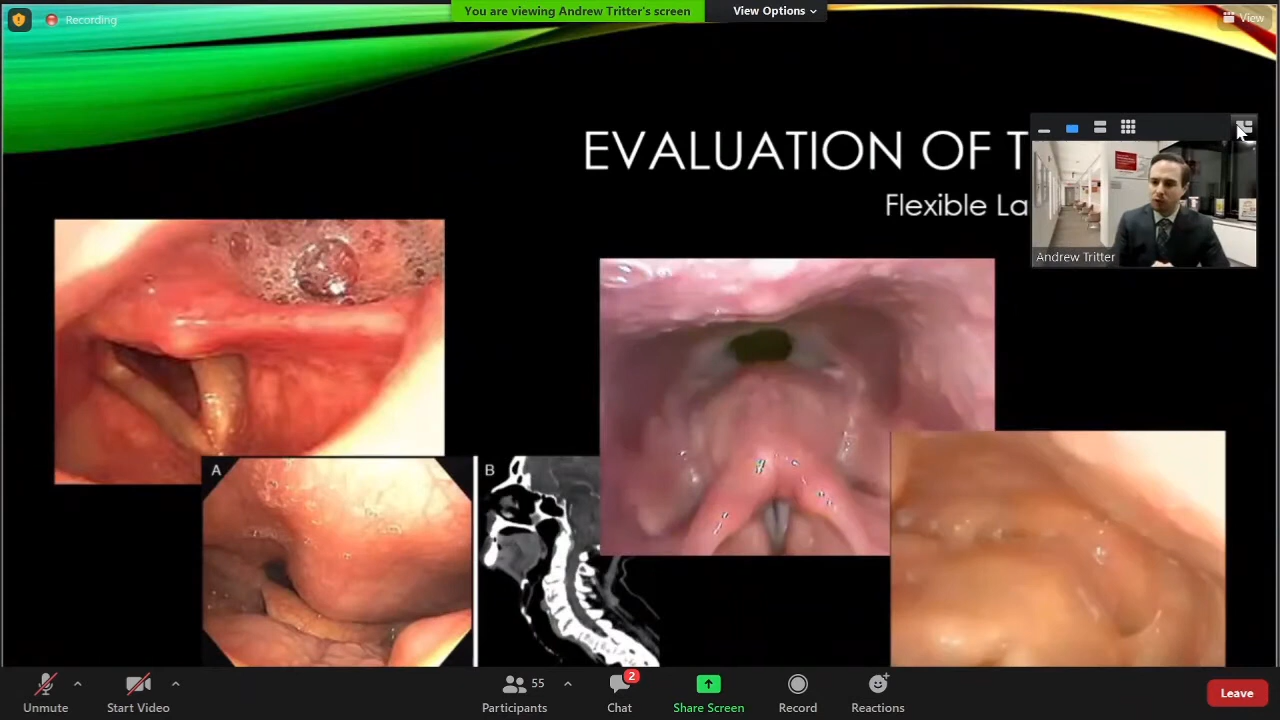 Recording
You are viewing Andrew Tritter's screen
View Options
View
EVALUATION OF T
Flexible La
Andrew Tritter
A
B
Unmute
Start Video
55
Participants
2
Chat
Share Screen
Record
Reactions
Leave